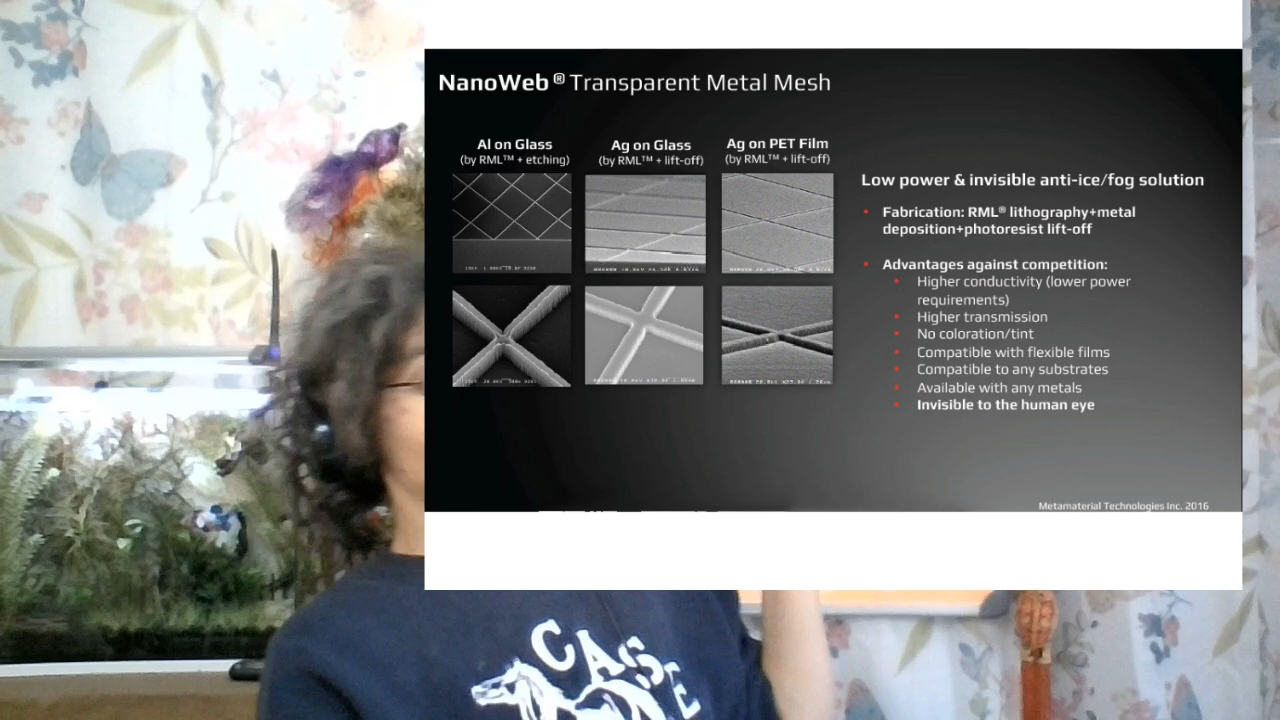 NanoWeb® Transparent Metal Mesh
Al on Glass
(by RML™ + etching)
Ag on Glass
(by RML™ + lift-off)
Ag on PET Film
(by RML™ + lift-off)
Low power & invisible anti-ice/fog solution
• Fabrication: RML® lithography+metal
deposition+photoresist lift-off
• Advantages against competition:
• Higher conductivity (lower power
requirements)
• Higher transmission
• No coloration/tint
• Compatible with flexible films
• Compatible to any substrates
• Available with any metals
• Invisible to the human eye
Metamaterial Technologies Inc. 2016
CASSE